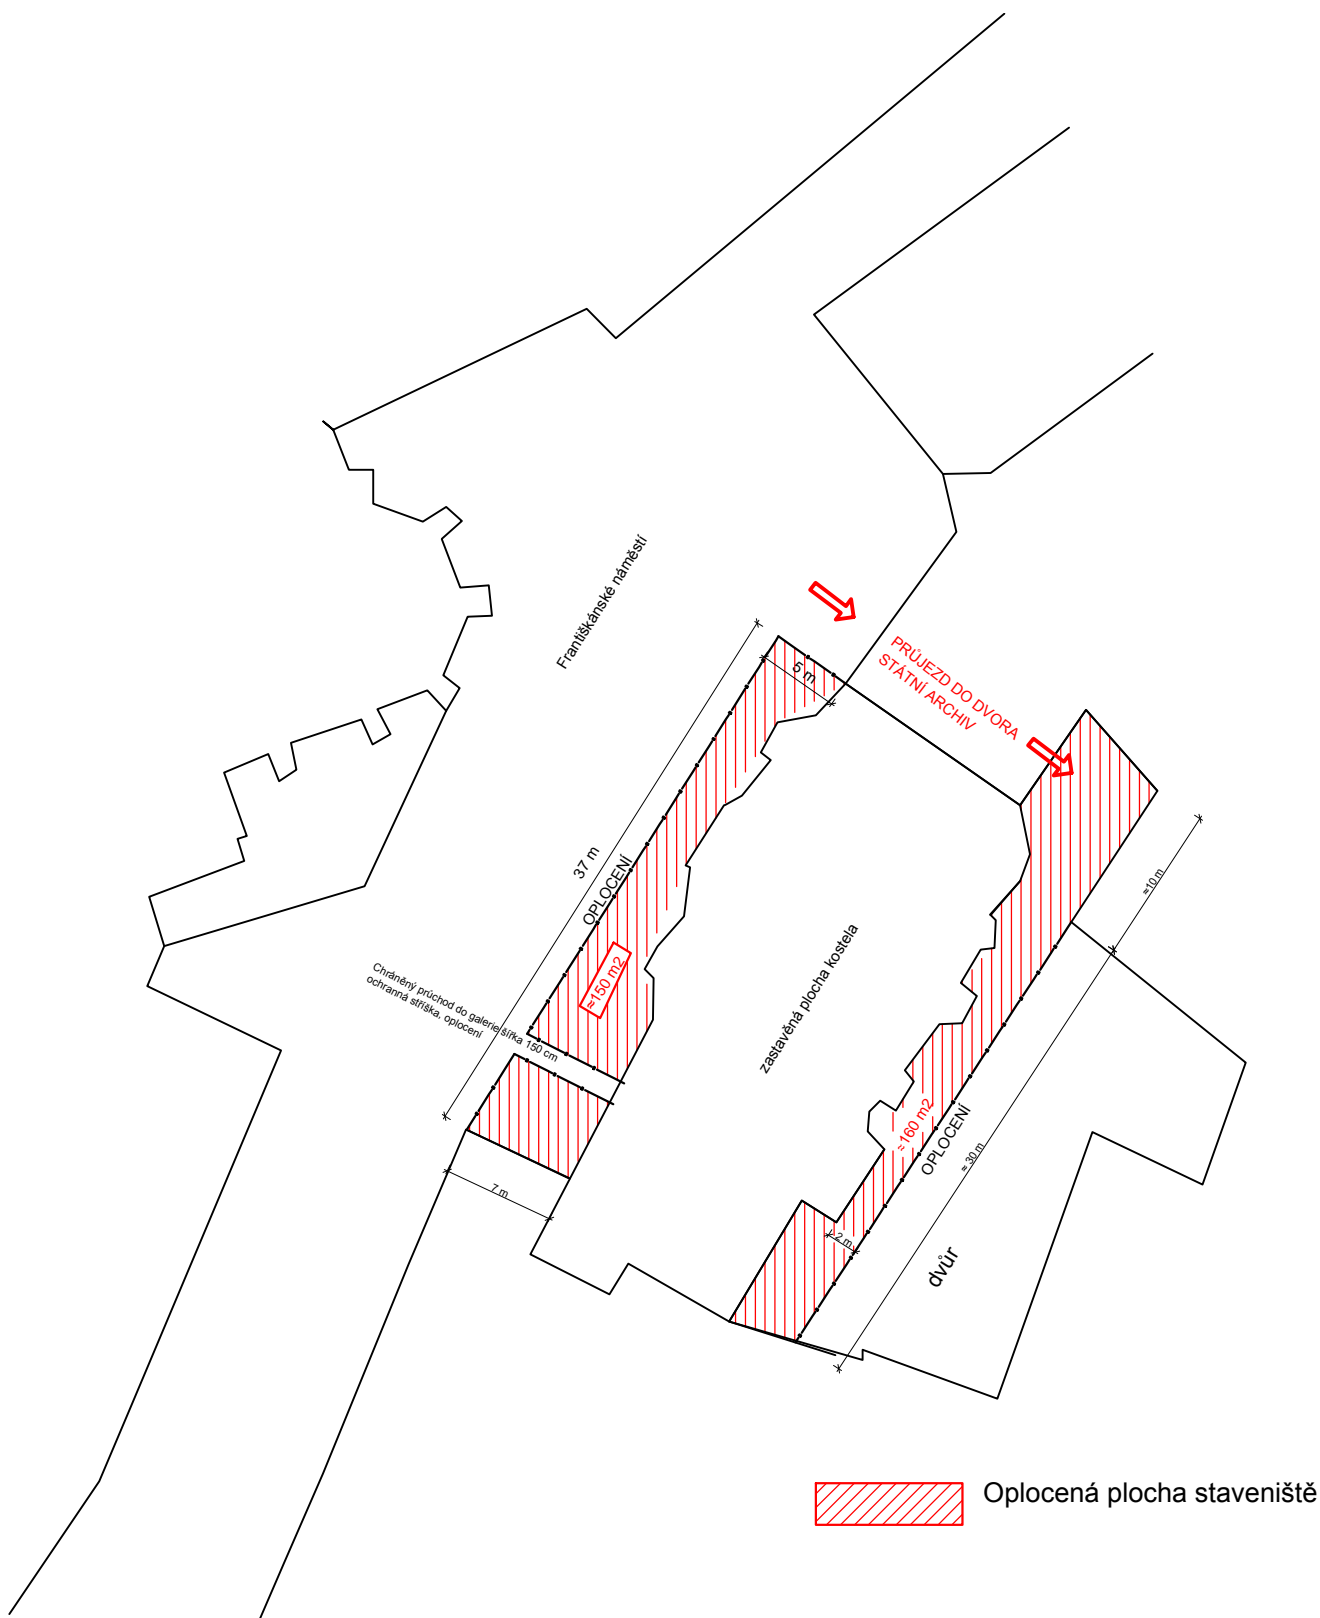 Františkánské náměstí
PRŮJEZD DO DVORA
STÁTNÍ ARCHIV
5 m
37 m
OPLOCENÍ
≈150 m2
Chráněný průchod do galerie šířka 150 cm
ochranná stříška, oplocení
zastavěná plocha kostela
≈10 m
≈160 m2
OPLOCENÍ
≈ 30 m
7 m
2 m
dvůr
Oplocená plocha staveniště